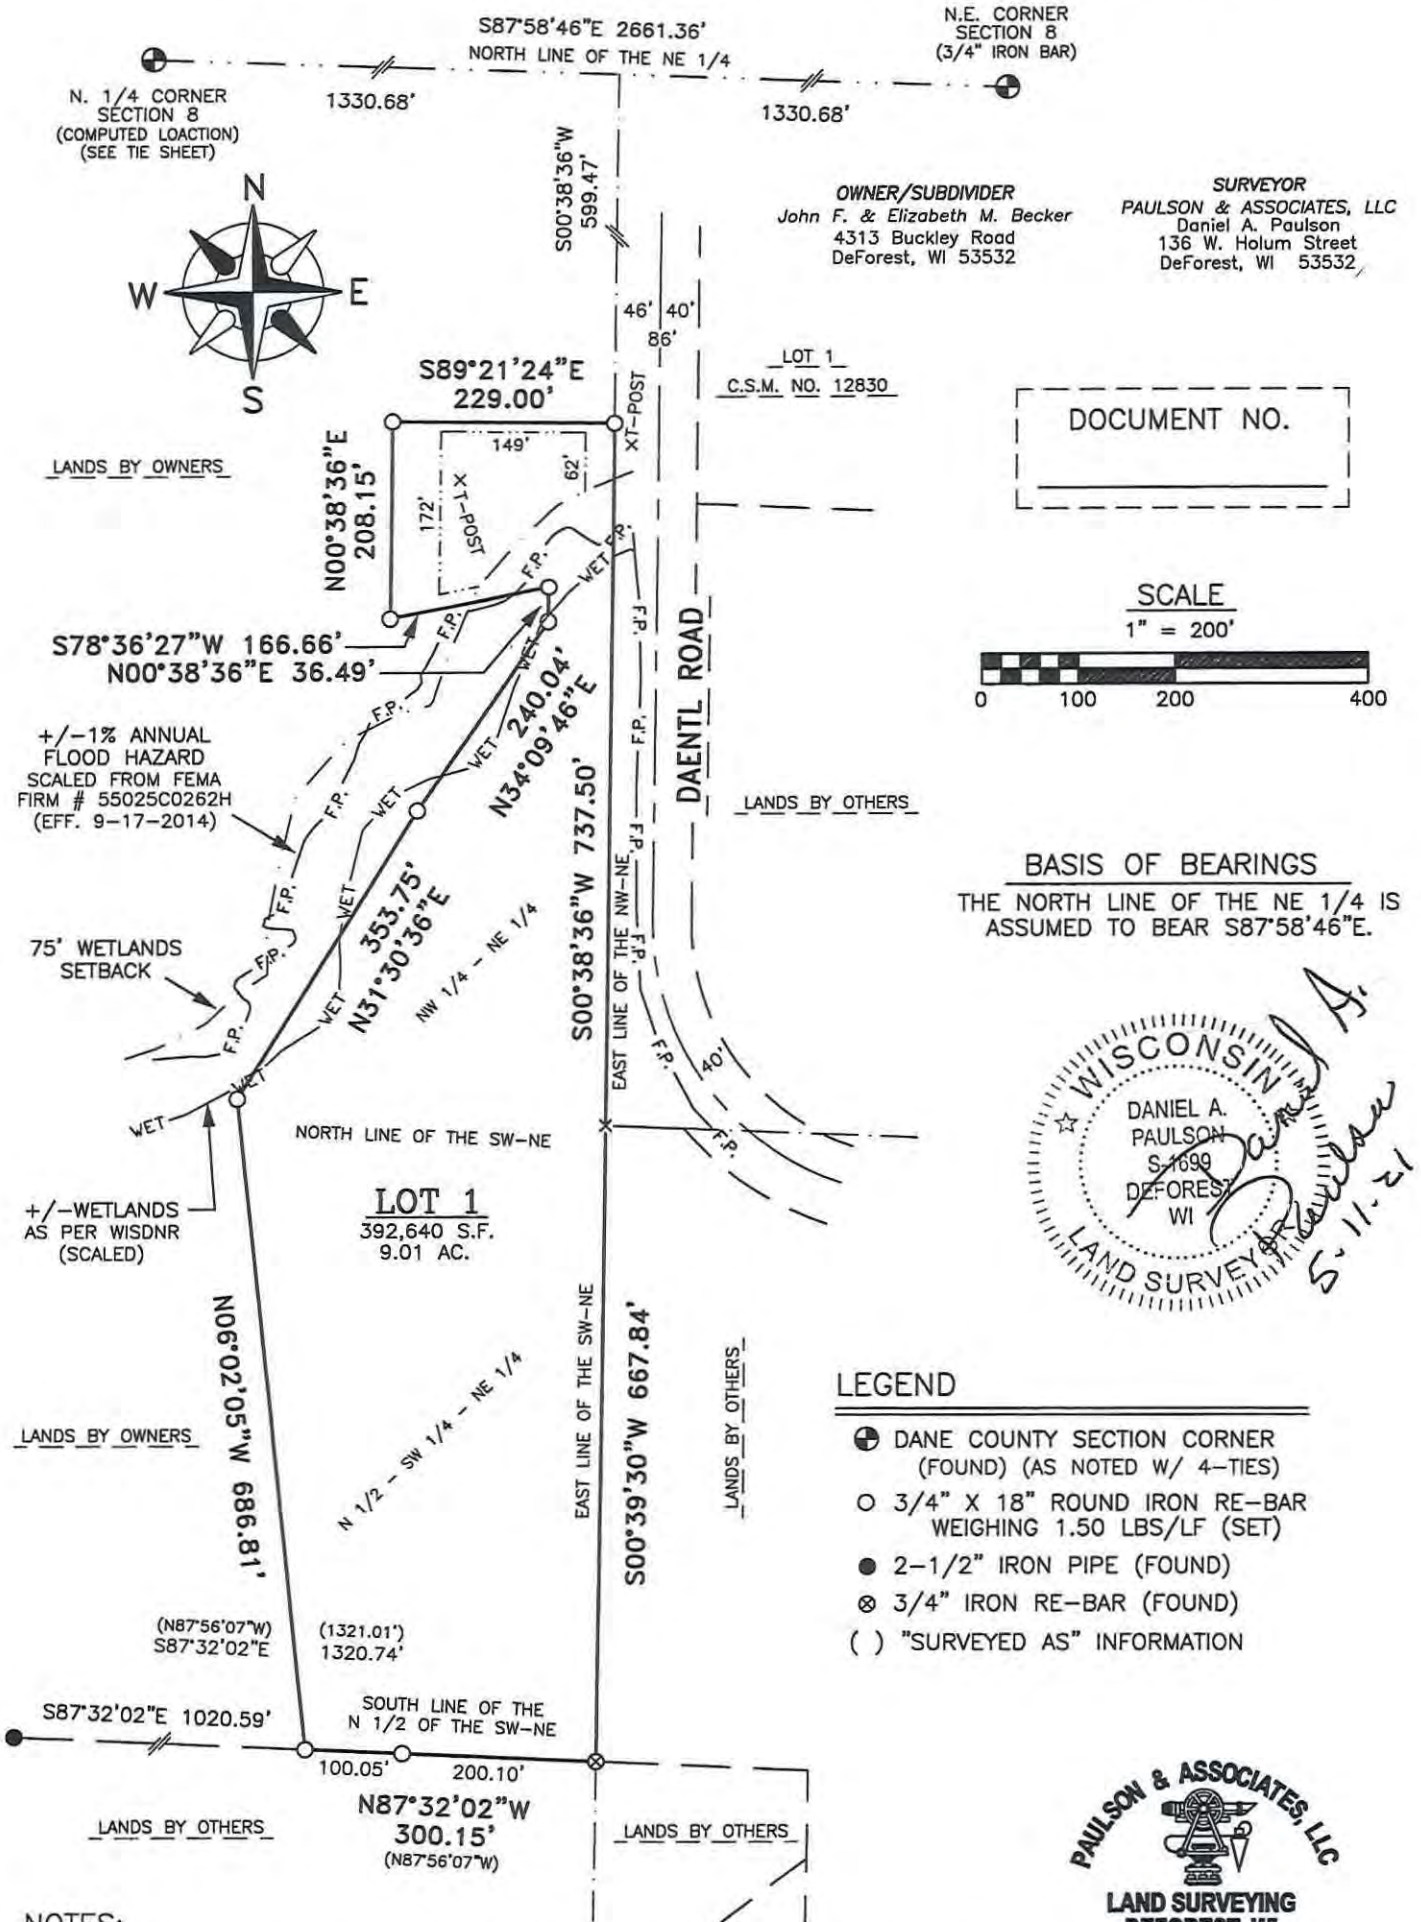 S87°58'46"E 2661.36'
NORTH LINE OF THE NE 1/4
N.E. CORNER
SECTION 8
(3/4" IRON BAR)
N. 1/4 CORNER
SECTION 8
(COMPUTED LOACTION)
(SEE TIE SHEET)
1330.68'
1330.68'
S00°38'36"W
599.47'
OWNER/SUBDIVIDER
John F. & Elizabeth M. Becker
4313 Buckley Road
DeForest, WI 53532
SURVEYOR
PAULSON & ASSOCIATES, LLC
Daniel A. Paulson
136 W. Holum Street
DeForest, WI 53532
N
W E
S
46' 40'
86'
LOT 1
C.S.M. NO. 12830
DOCUMENT NO.
S89°21'24"E
229.00'
XT-POST
LANDS BY OWNERS
N00°38'36"E
208.15'
149'
62'
172'
XT-POST
F.P.
F.P.
WET
F.P.
F.P.
WET
SCALE
1" = 200'
0 100 200 400
S78°36'27"W 166.66'
N00°38'36"E 36.49'
240.04'
N34°09'46"E
DAENTL ROAD
F.P.
F.P.
WET
+/-1% ANNUAL
FLOOD HAZARD
SCALED FROM FEMA
FIRM # 55025C0262H
(EFF. 9-17-2014)
F.P.
WET
S00°38'36"W 737.50'
EAST LINE OF THE NW-NE
F.P.
F.P.
LANDS BY OTHERS
BASIS OF BEARINGS
THE NORTH LINE OF THE NE 1/4 IS
ASSUMED TO BEAR S87°58'46"E.
353.75'
N31°30'36"E
NW 1/4 - NE 1/4
F.P.
WET
75' WETLANDS
SETBACK
F.P.
WET
F.P.
WET
WET
F.P.
40'
F.P.
WISCONSIN
DANIEL A.
PAULSON
S-1699
DEFOREST
WI
LAND SURVEYOR
Daniel A.
Paulson
5-11-21
NORTH LINE OF THE SW-NE
LOT 1
392,640 S.F.
9.01 AC.
+/-WETLANDS
AS PER WISDNR
(SCALED)
N06°02'05"W 686.81'
EAST LINE OF THE SW-NE
S00°39'30"W 667.84'
LANDS BY OTHERS
N 1/2 - SW 1/4 - NE 1/4
LANDS BY OWNERS
LEGEND
DANE COUNTY SECTION CORNER
(FOUND) (AS NOTED W/ 4-TIES)
3/4" X 18" ROUND IRON RE-BAR
WEIGHING 1.50 LBS/LF (SET)
2-1/2" IRON PIPE (FOUND)
3/4" IRON RE-BAR (FOUND)
( ) "SURVEYED AS" INFORMATION
(N87°56'07"W) (1321.01')
S87°32'02"E 1320.74'
S87°32'02"E 1020.59'
SOUTH LINE OF THE
N 1/2 OF THE SW-NE
100.05' 200.10'
N87°32'02"W
300.15'
(N87°56'07"W)
LANDS BY OTHERS
LANDS BY OTHERS
PAULSON & ASSOCIATES, LLC
LAND SURVEYING
DEFOREST, WI
NOTES: